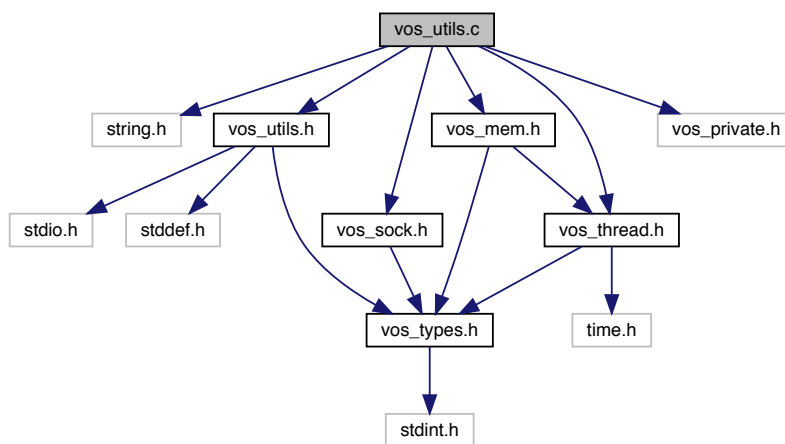 vos_utils.c
string.h
vos_utils.h
vos_mem.h
vos_private.h
stdio.h
stddef.h
vos_sock.h
vos_thread.h
vos_types.h
time.h
stdint.h